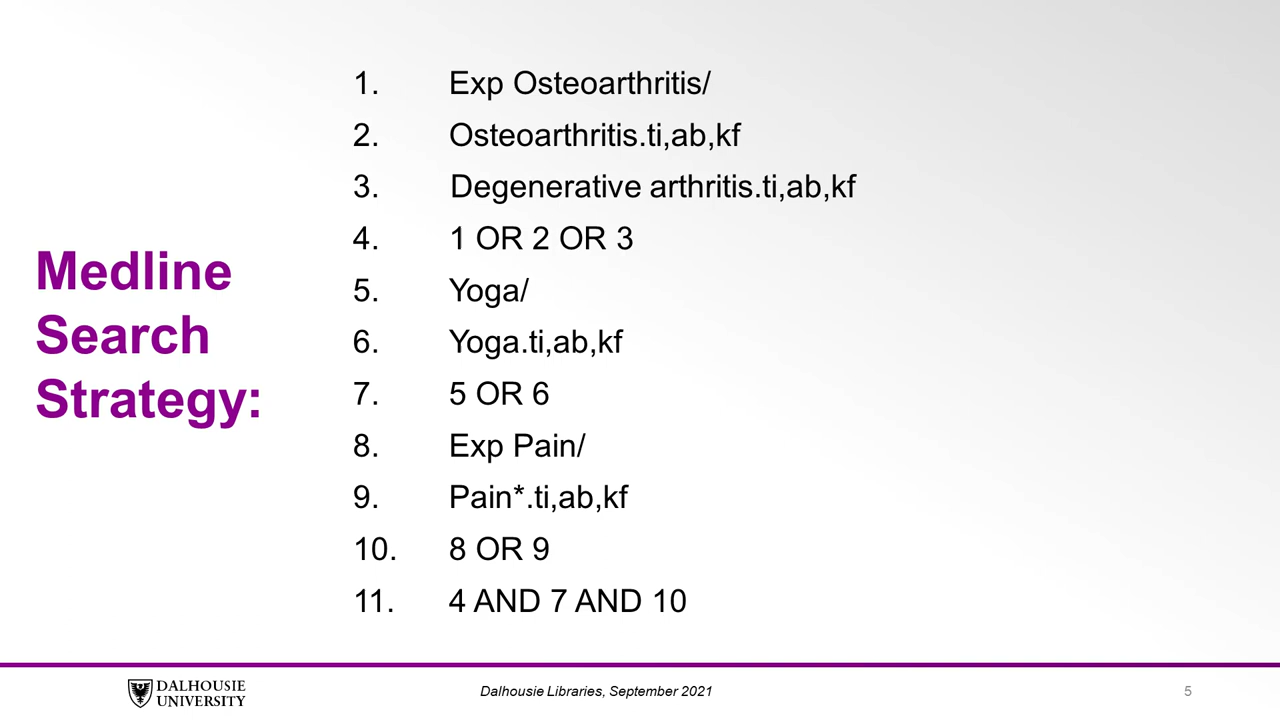 Medline
Search
Strategy:
1. Exp Osteoarthritis/
2. Osteoarthritis.ti,ab,kf
3. Degenerative arthritis.ti,ab,kf
4. 1 OR 2 OR 3
5. Yoga/
6. Yoga.ti,ab,kf
7. 5 OR 6
8. Exp Pain/
9. Pain*.ti,ab,kf
10. 8 OR 9
11. 4 AND 7 AND 10
DALHOUSIE
UNIVERSITY
Dalhousie Libraries, September 2021
5